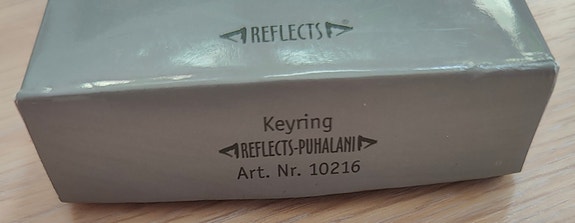 REFLECTS®
Keyring
REFLECTS-PUHALANI
Art. Nr. 10216